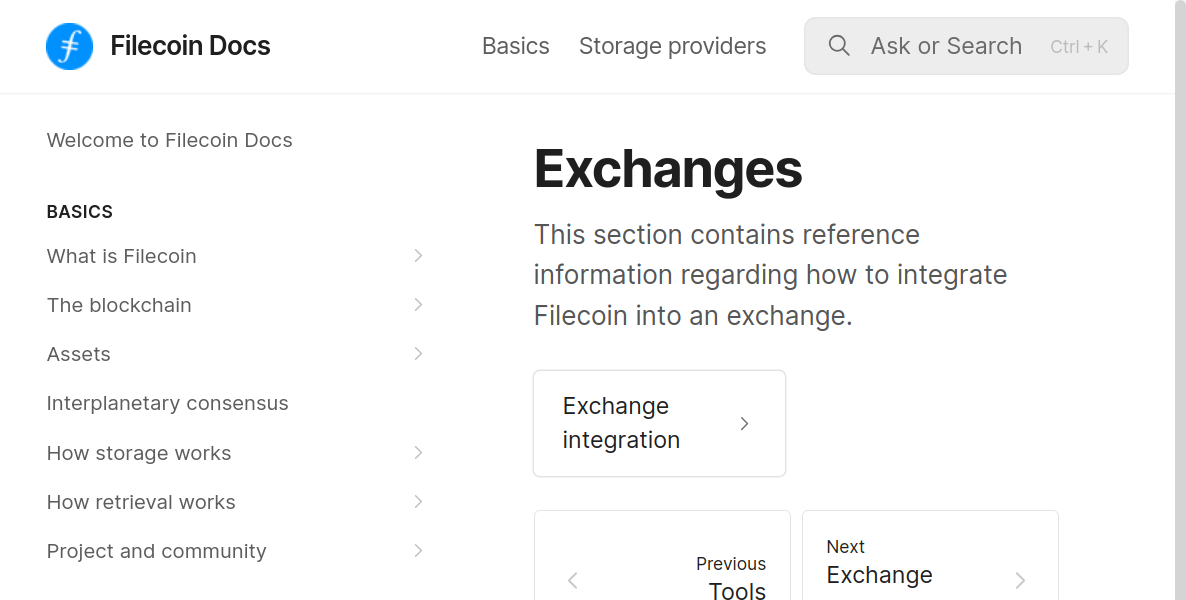 Filecoin Docs
Basics
Storage providers
Ask or Search
Ctrl + K
Welcome to Filecoin Docs
BASICS
What is Filecoin
The blockchain
Assets
Interplanetary consensus
How storage works
How retrieval works
Project and community
Exchanges
This section contains reference
information regarding how to integrate
Filecoin into an exchange.
Exchange
integration
Previous
Tools
Next
Exchange